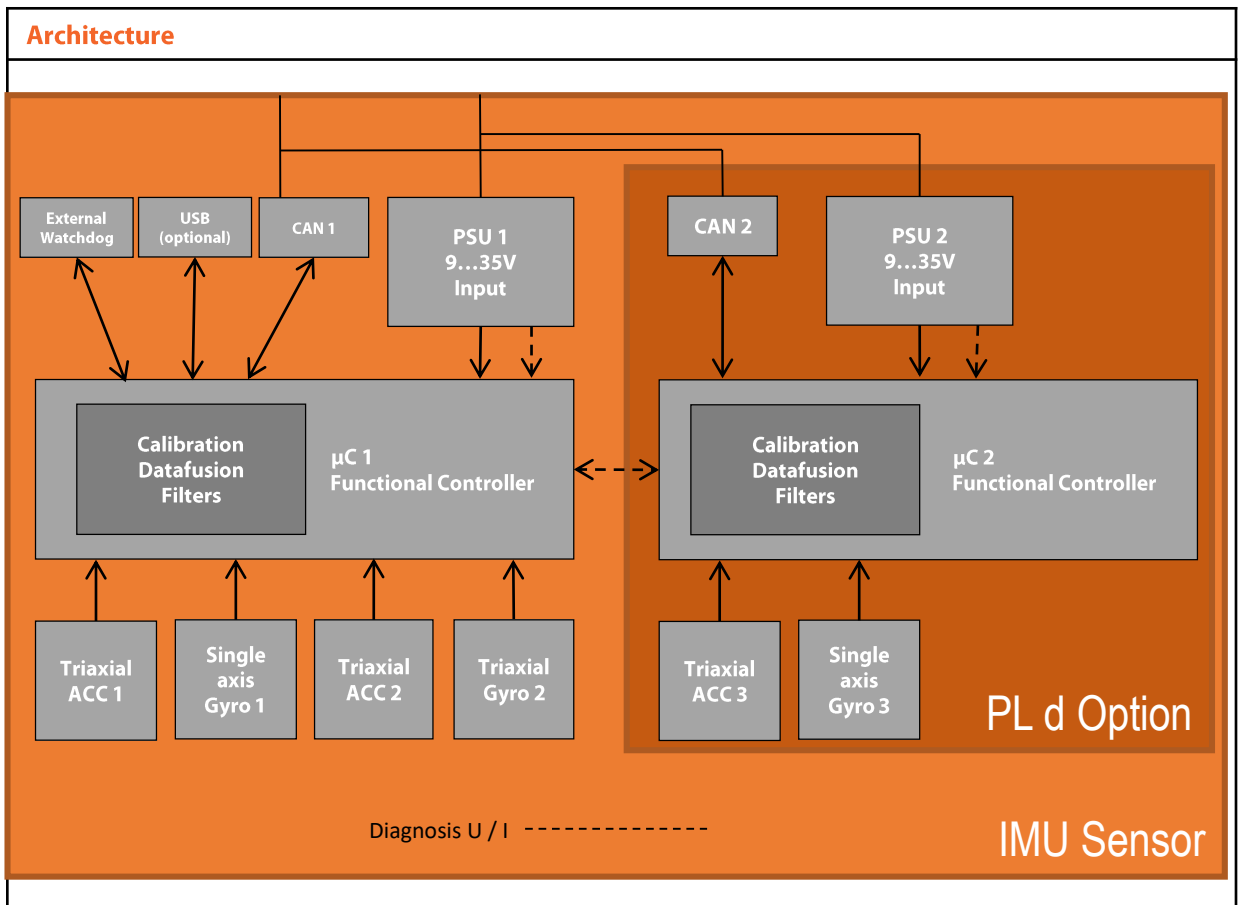 Architecture
External
Watchdog
USB
(optional)
CAN 1
PSU 1
9...35V
Input
CAN 2
PSU 2
9...35V
Input
Calibration
Datafusion
Filters
µC 1
Functional Controller
Calibration
Datafusion
Filters
µC 2
Functional Controller
Triaxial
ACC 1
Single
axis
Gyro 1
Triaxial
ACC 2
Triaxial
Gyro 2
Triaxial
ACC 3
Single
axis
Gyro 3
PL d Option
Diagnosis U / I
IMU Sensor